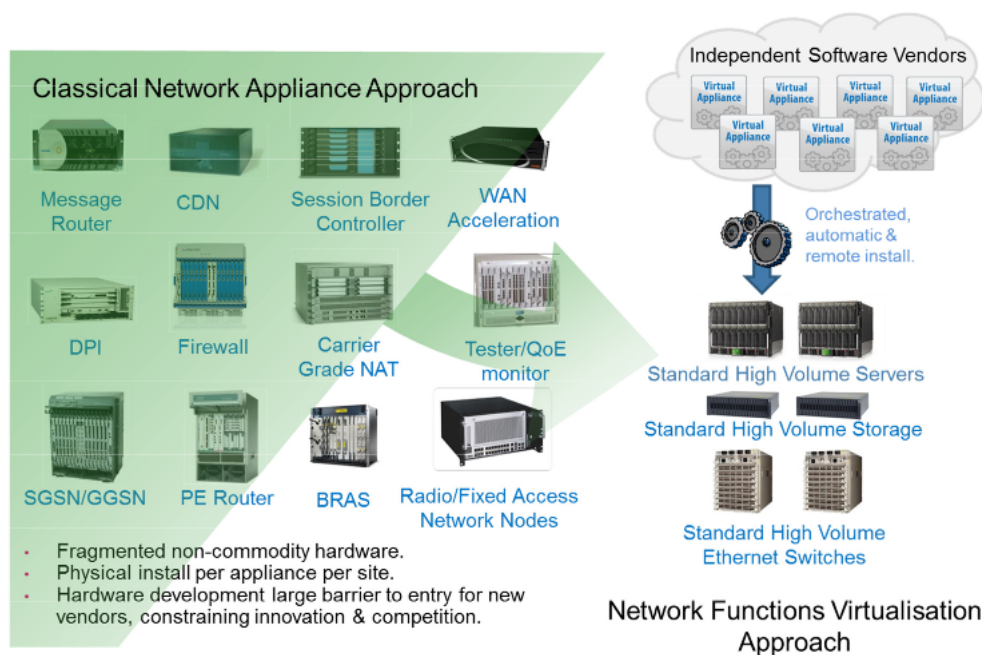 Classical Network Appliance Approach
Message
Router
CDN
Session Border
Controller
WAN
Acceleration
DPI
Firewall
Carrier
Grade NAT
Tester/QoE
monitor
SGSN/GGSN
PE Router
BRAS
Radio/Fixed Access
Network Nodes
• Fragmented non-commodity hardware.
• Physical install per appliance per site.
• Hardware development large barrier to entry for new
vendors, constraining innovation & competition.
Independent Software Vendors
Virtual
Appliance
Virtual
Appliance
Virtual
Appliance
Virtual
Appliance
Virtual
Appliance
Virtual
Appliance
Virtual
Appliance
Orchestrated,
automatic &
remote install.
Standard High Volume Servers
Standard High Volume Storage
Standard High Volume
Ethernet Switches
Network Functions Virtualisation
Approach